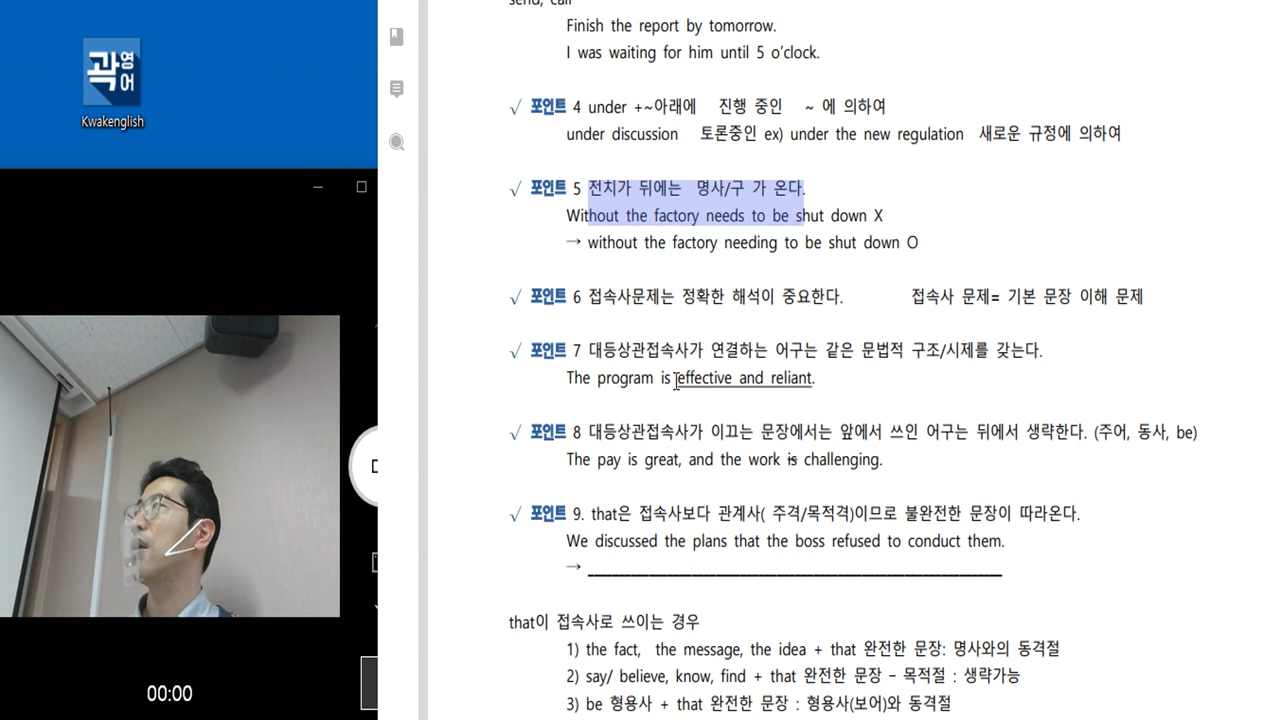 곽영어
Kwakenglish
00:00
send, call
Finish the report by tomorrow.
I was waiting for him until 5 o'clock.
√ 포인트 4 under +~아래에 진행 중인 ~ 에 의하여
under discussion 토론중인 ex) under the new regulation 새로운 규정에 의하여
√ 포인트 5 전치가 뒤에는 명사/구 가 온다.
Without the factory needs to be shut down X
→ without the factory needing to be shut down O
√ 포인트 6 접속사문제는 정확한 해석이 중요한다. 접속사 문제= 기본 문장 이해 문제
√ 포인트 7 대등상관접속사가 연결하는 어구는 같은 문법적 구조/시제를 갖는다.
The program is effective and reliant.
√ 포인트 8 대등상관접속사가 이끄는 문장에서는 앞에서 쓰인 어구는 뒤에서 생략한다. (주어, 동사, be)
The pay is great, and the work is challenging.
√ 포인트 9. that은 접속사보다 관계사( 주격/목적격)이므로 불완전한 문장이 따라온다.
We discussed the plans that the boss refused to conduct them.
→
that이 접속사로 쓰이는 경우
1) the fact, the message, the idea + that 완전한 문장: 명사와의 동격절
2) say/ believe, know, find + that 완전한 문장 – 목적절 : 생략가능
3) be 형용사 + that 완전한 문장 : 형용사(보어)와 동격절